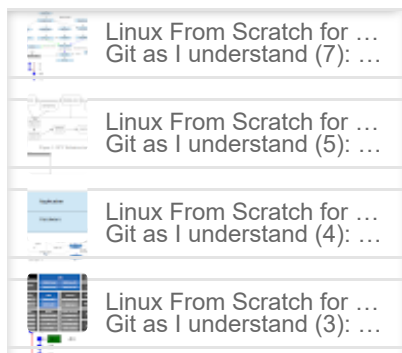 Linux From Scratch for ...
Git as I understand (7): ...
Linux From Scratch for ...
Git as I understand (5): ...
Linux From Scratch for ...
Git as I understand (4): ...
Linux From Scratch for ...
Git as I understand (3): ...